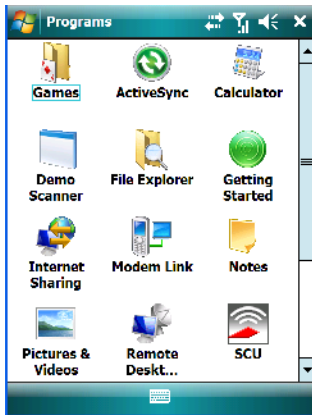 Programs
Games
ActiveSync
Calculator
Demo
Scanner
File Explorer
Getting
Started
Internet
Sharing
Modem Link
Notes
Pictures &
Videos
Remote
Deskt...
SCU